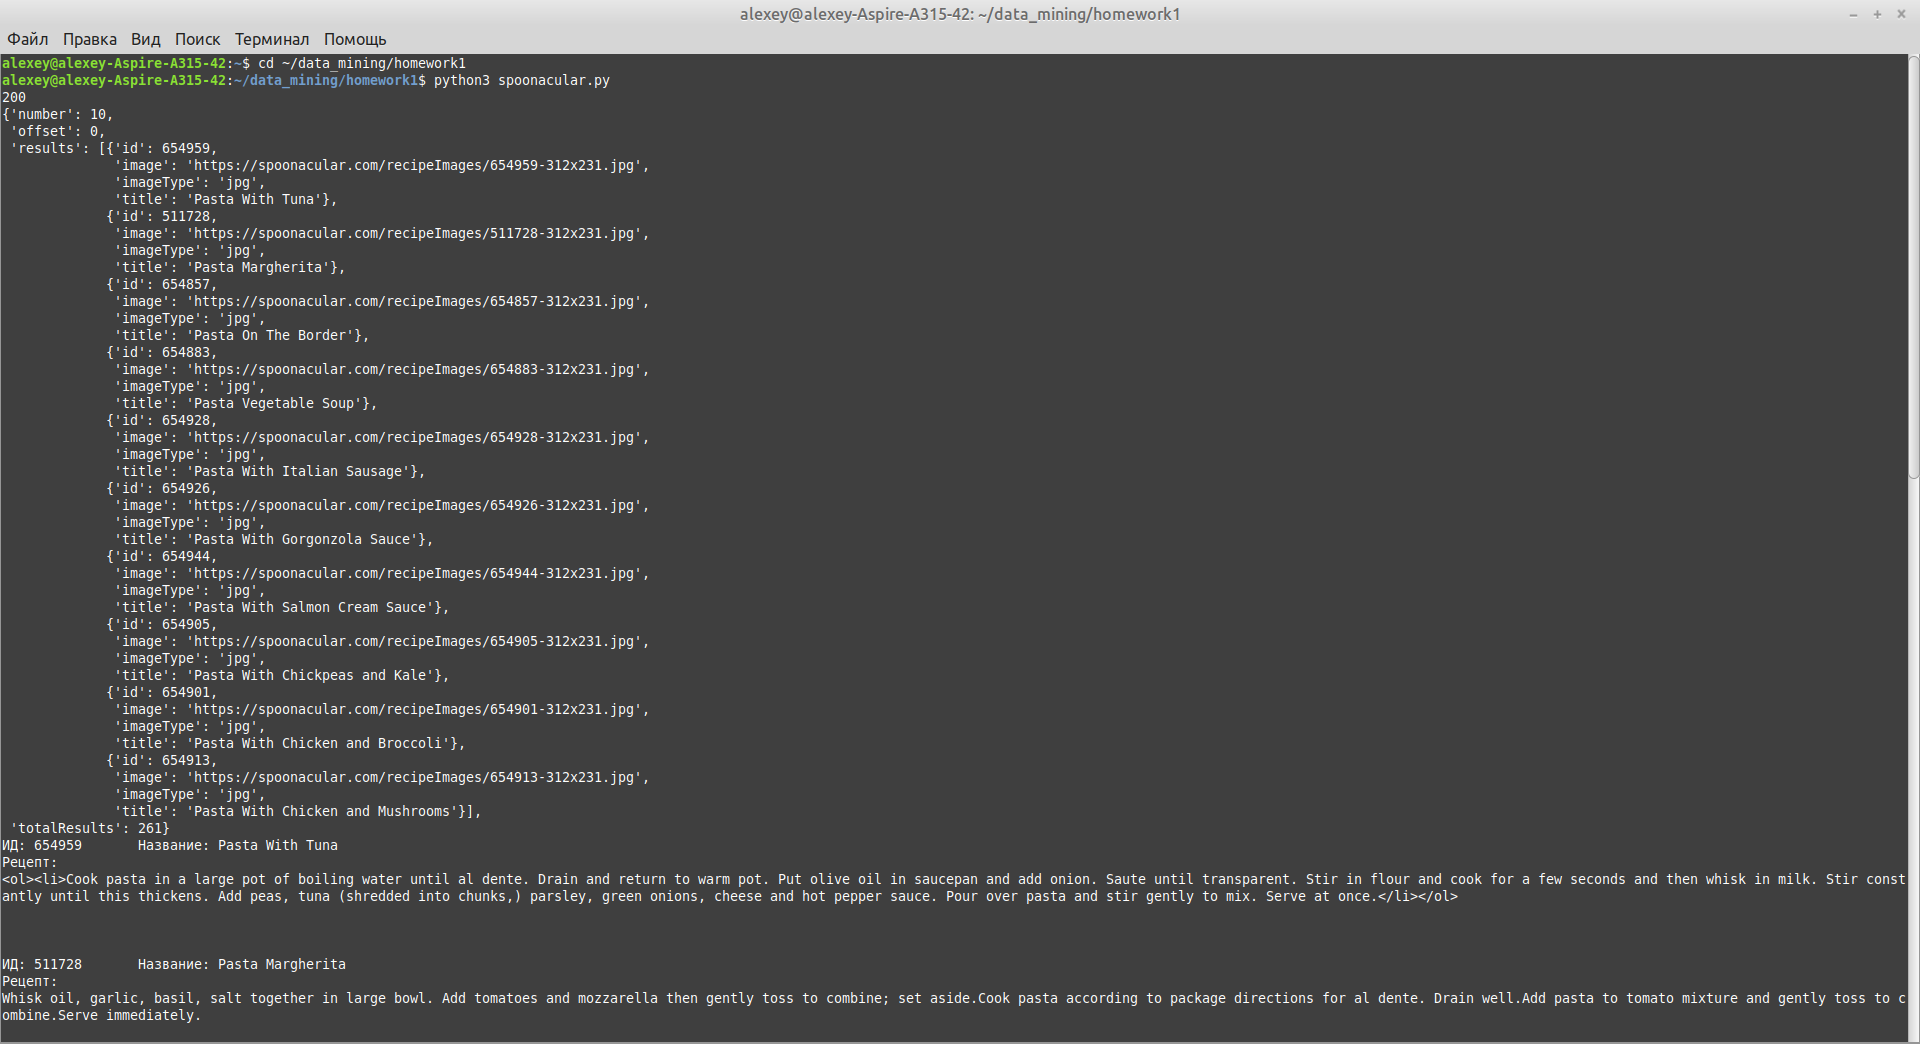 alexey@alexey-Aspire-A315-42: ~/data_mining/homework1
– + ×
Файл Правка Вид Поиск Терминал Помощь
alexey@alexey-Aspire-A315-42:~$ cd ~/data_mining/homework1
alexey@alexey-Aspire-A315-42:~/data_mining/homework1$ python3 spoonacular.py
200
{'number': 10,
 'offset': 0,
 'results': [{'id': 654959,
              'image': 'https://spoonacular.com/recipeImages/654959-312x231.jpg',
              'imageType': 'jpg',
              'title': 'Pasta With Tuna'},
             {'id': 511728,
              'image': 'https://spoonacular.com/recipeImages/511728-312x231.jpg',
              'imageType': 'jpg',
              'title': 'Pasta Margherita'},
             {'id': 654857,
              'image': 'https://spoonacular.com/recipeImages/654857-312x231.jpg',
              'imageType': 'jpg',
              'title': 'Pasta On The Border'},
             {'id': 654883,
              'image': 'https://spoonacular.com/recipeImages/654883-312x231.jpg',
              'imageType': 'jpg',
              'title': 'Pasta Vegetable Soup'},
             {'id': 654928,
              'image': 'https://spoonacular.com/recipeImages/654928-312x231.jpg',
              'imageType': 'jpg',
              'title': 'Pasta With Italian Sausage'},
             {'id': 654926,
              'image': 'https://spoonacular.com/recipeImages/654926-312x231.jpg',
              'imageType': 'jpg',
              'title': 'Pasta With Gorgonzola Sauce'},
             {'id': 654944,
              'image': 'https://spoonacular.com/recipeImages/654944-312x231.jpg',
              'imageType': 'jpg',
              'title': 'Pasta With Salmon Cream Sauce'},
             {'id': 654905,
              'image': 'https://spoonacular.com/recipeImages/654905-312x231.jpg',
              'imageType': 'jpg',
              'title': 'Pasta With Chickpeas and Kale'},
             {'id': 654901,
              'image': 'https://spoonacular.com/recipeImages/654901-312x231.jpg',
              'imageType': 'jpg',
              'title': 'Pasta With Chicken and Broccoli'},
             {'id': 654913,
              'image': 'https://spoonacular.com/recipeImages/654913-312x231.jpg',
              'imageType': 'jpg',
              'title': 'Pasta With Chicken and Mushrooms'}],
 'totalResults': 261}
ИД: 654959       Название: Pasta With Tuna
Рецепт:
<ol><li>Cook pasta in a large pot of boiling water until al dente. Drain and return to warm pot. Put olive oil in saucepan and add onion. Saute until transparent. Stir in flour and cook for a few seconds and then whisk in milk. Stir const
antly until this thickens. Add peas, tuna (shredded into chunks,) parsley, green onions, cheese and hot pepper sauce. Pour over pasta and stir gently to mix. Serve at once.</li></ol>
ИД: 511728       Название: Pasta Margherita
Рецепт:
Whisk oil, garlic, basil, salt together in large bowl. Add tomatoes and mozzarella then gently toss to combine; set aside.Cook pasta according to package directions for al dente. Drain well.Add pasta to tomato mixture and gently toss to c
ombine.Serve immediately.